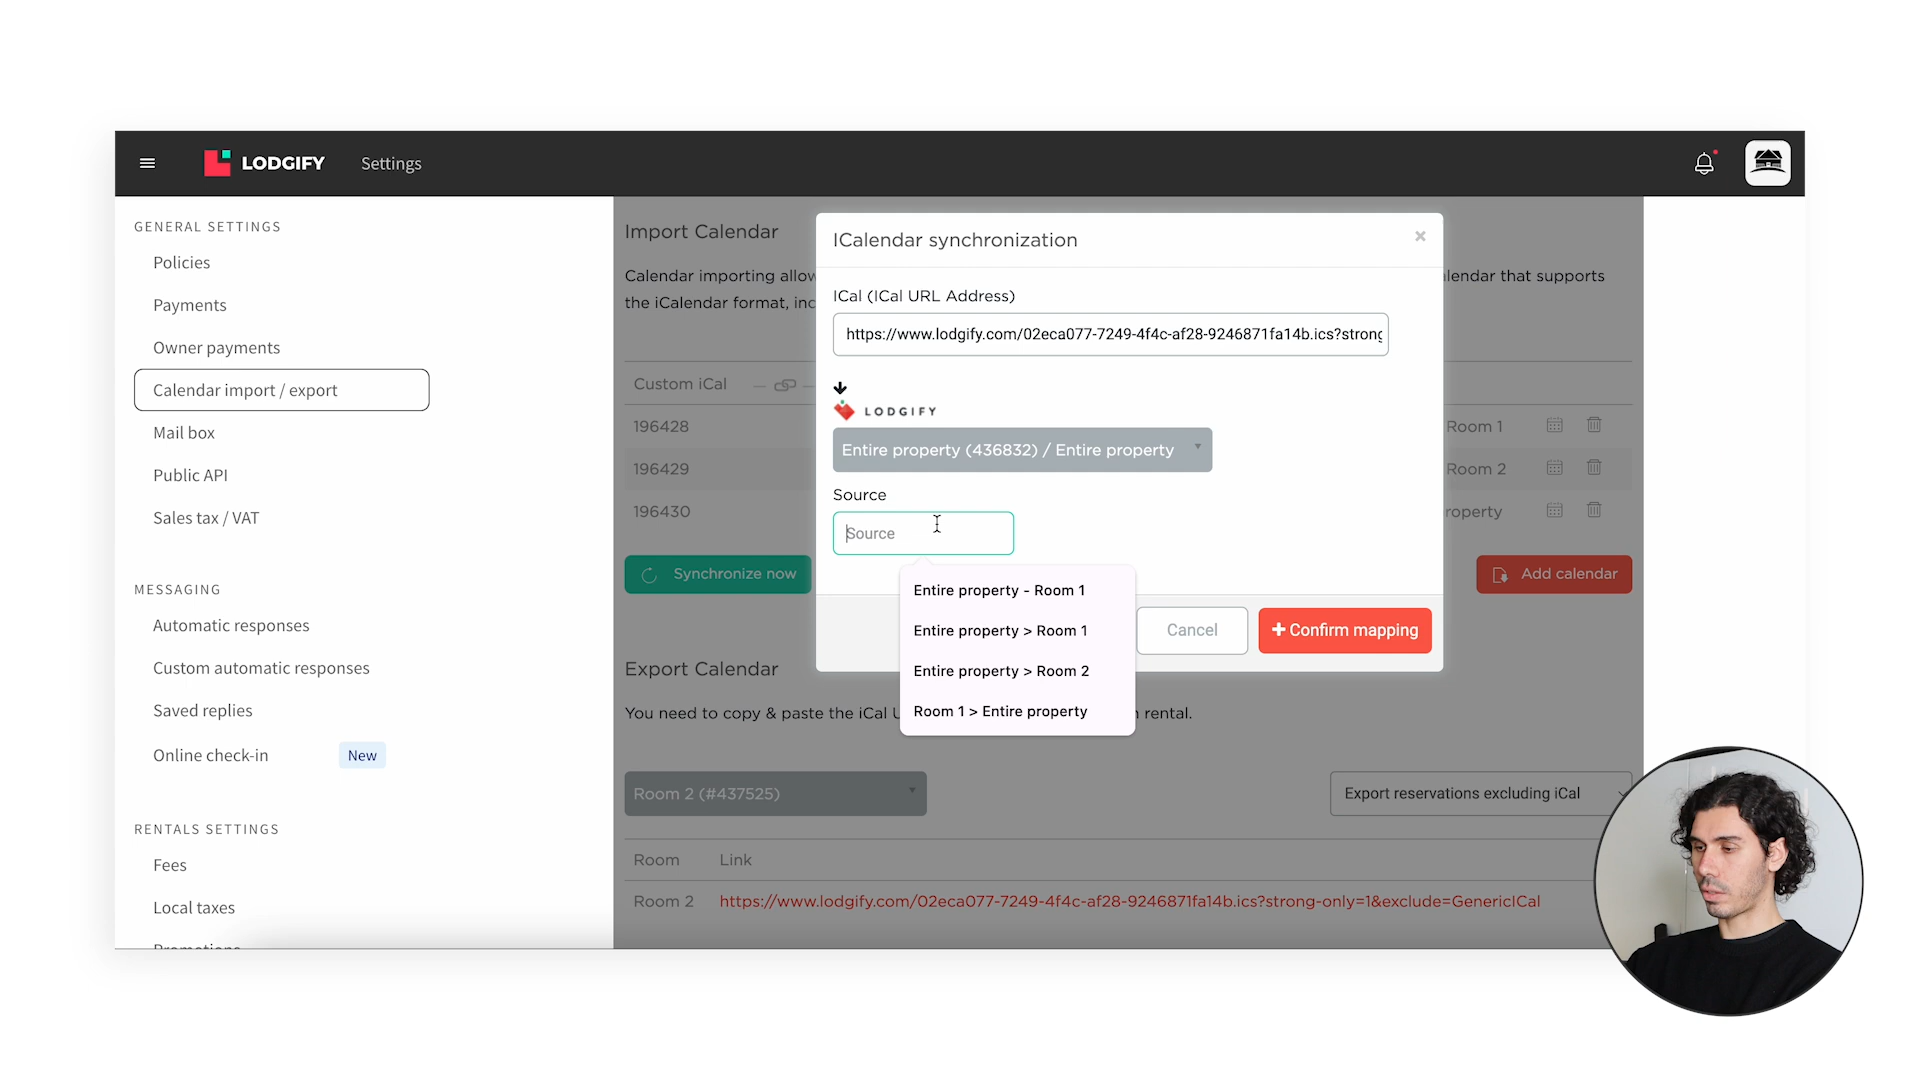 LODGIFY
Settings
GENERAL SETTINGS
Policies
Payments
Owner payments
Calendar import / export
Mail box
Public API
Sales tax / VAT
MESSAGING
Automatic responses
Custom automatic responses
Saved replies
Online check-in
New
RENTALS SETTINGS
Fees
Local taxes
Promotions
Import Calendar
Calendar importing allow
lendar that supports
the iCalendar format, inc
Custom iCal
196428
Room 1
196429
Room 2
196430
roperty
Synchronize now
Add calendar
ICalendar synchronization
ICal (ICal URL Address)
https://www.lodgify.com/02eca077-7249-4f4c-af28-9246871fa14b.ics?strong
LODGIFY
Entire property (436832) / Entire property
Source
Source
Entire property - Room 1
Entire property > Room 1
Entire property > Room 2
Room 1 > Entire property
Cancel
+ Confirm mapping
Export Calendar
You need to copy & paste the iCal U
n rental.
Room 2 (#437525)
Export reservations excluding iCal
Room Link
Room 2 https://www.lodgify.com/02eca077-7249-4f4c-af28-9246871fa14b.ics?strong-only=1&exclude=GenericICal